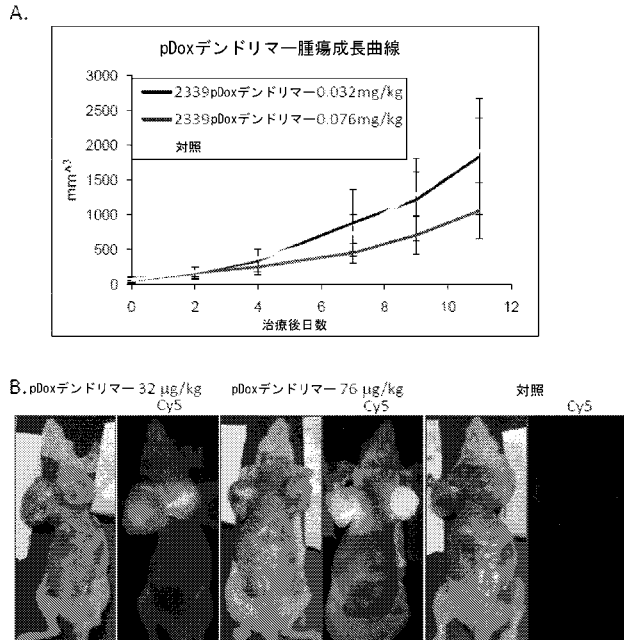 A.
pDoxデンドリマー腫瘍成長曲線
3000
2500
2000
1500
1000
500
0
mm^3
2339pDoxデンドリマー0.032mg/kg
2339pDoxデンドリマー0.076mg/kg
対照
0 2 4 6 8 10 12
治療後日数
B. pDoxデンドリマー 32 µg/kg pDoxデンドリマー 76 µg/kg 対照
Cy5 Cy5 Cy5